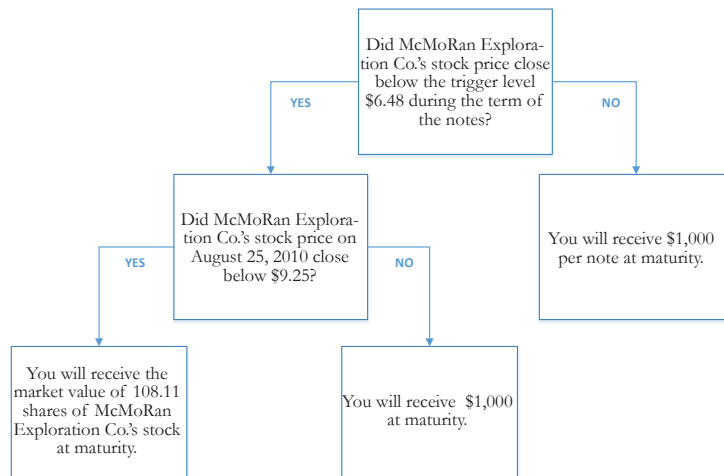 Did McMoRan Explora-
tion Co.'s stock price close
below the trigger level
$6.48 during the term of
the notes?
YES
NO
Did McMoRan Explora-
tion Co.'s stock price on
August 25, 2010 close
below $9.25?
You will receive $1,000
per note at maturity.
YES
NO
You will receive the
market value of 108.11
shares of McMoRan
Exploration Co.'s stock
at maturity.
You will receive $1,000
at maturity.